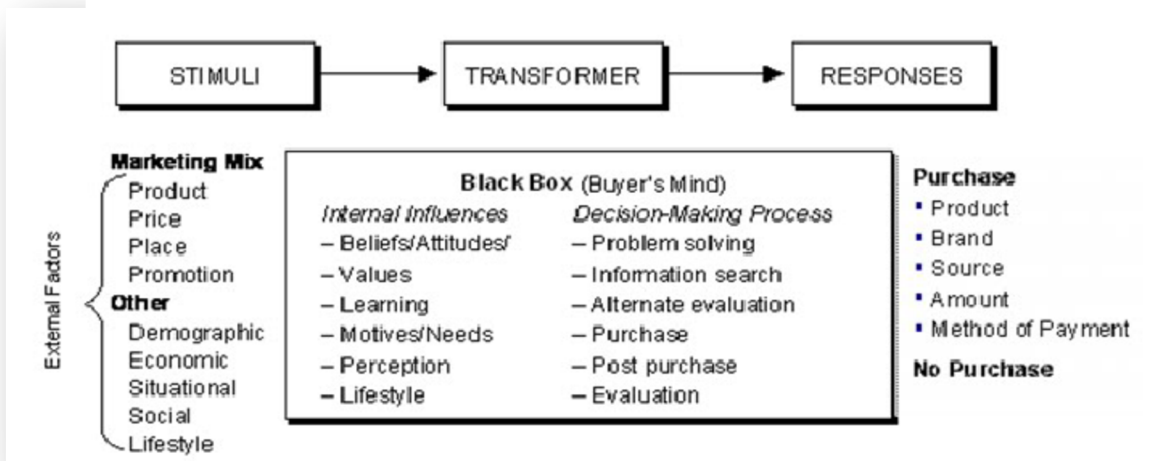 STIMULI
TRANSFORMER
RESPONSES
External Factors
Marketing Mix
Product
Price
Place
Promotion
Other
Demographic
Economic
Situational
Social
Lifestyle
Black Box (Buyer's Mind)
Internal Influences
– Beliefs/Attitudes/
– Values
– Learning
– Motives/Needs
– Perception
– Lifestyle
Decision-Making Process
– Problem solving
– Information search
– Alternate evaluation
– Purchase
– Post purchase
– Evaluation
Purchase
▪ Product
▪ Brand
▪ Source
▪ Amount
▪ Method of Payment
No Purchase